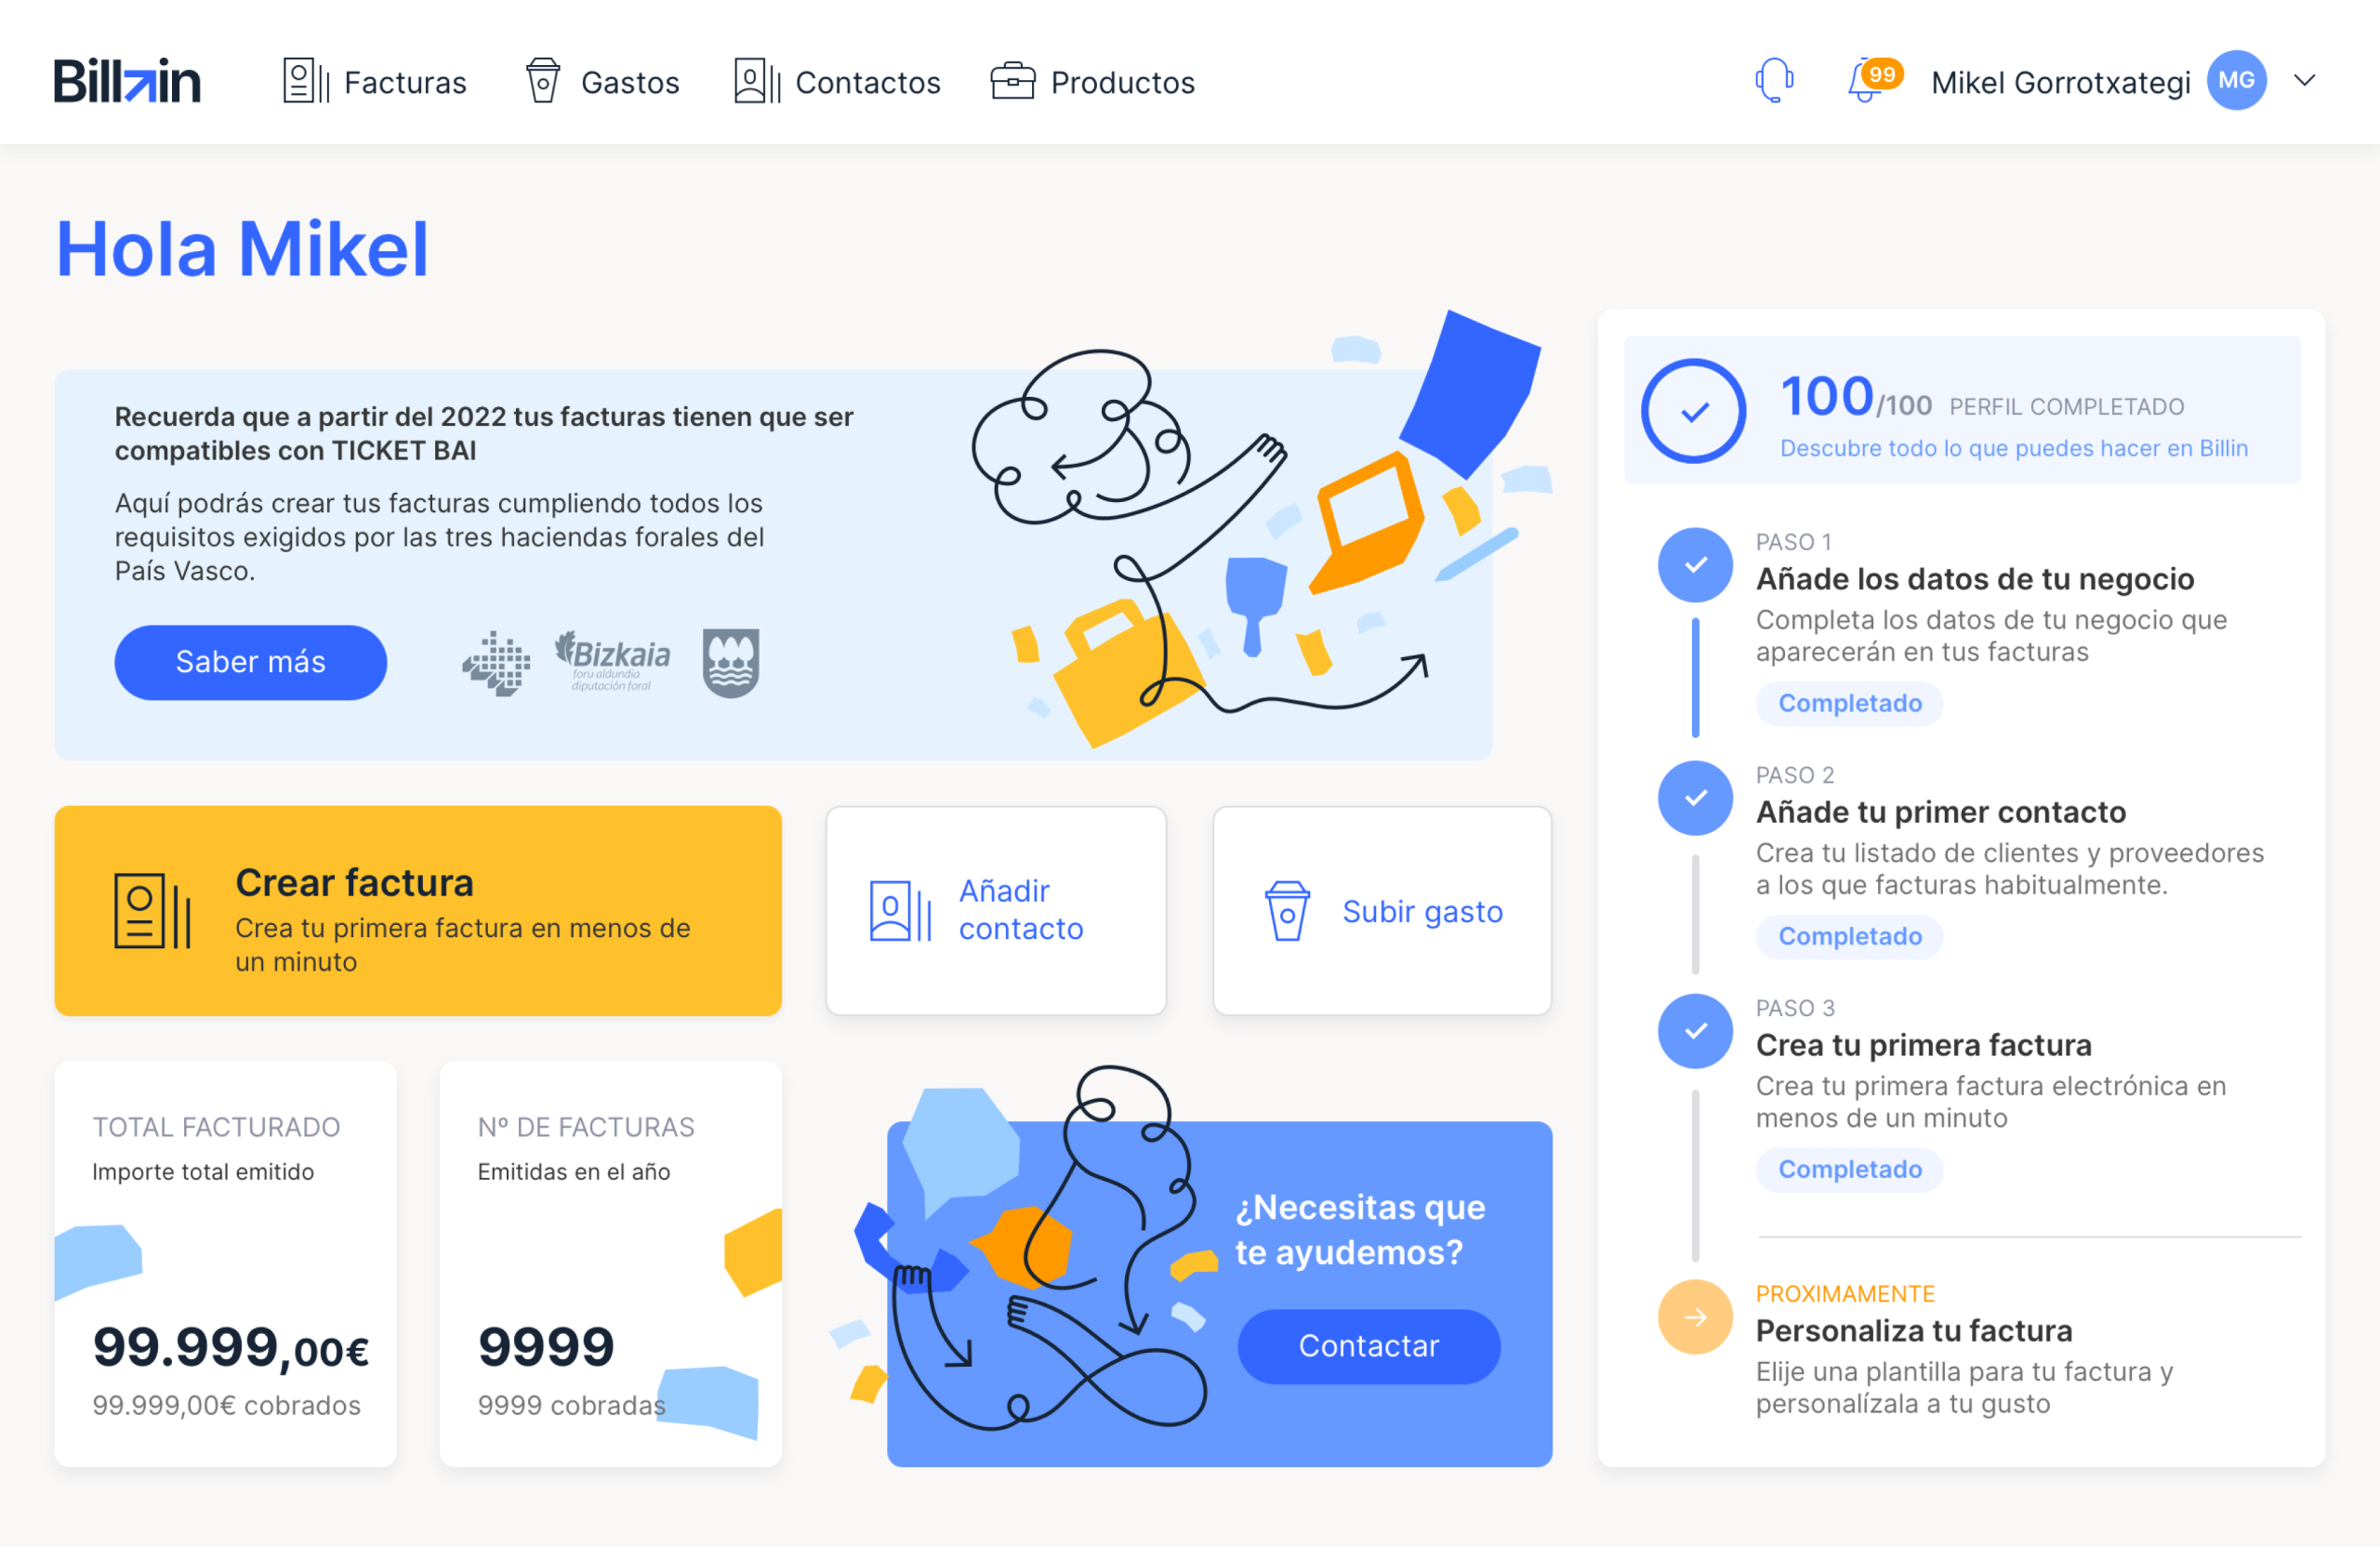 Billin
Facturas
Gastos
Contactos
Productos
99
Mikel Gorrotxategi
MG
Hola Mikel
Recuerda que a partir del 2022 tus facturas tienen que ser
compatibles con TICKET BAI
Aquí podrás crear tus facturas cumpliendo todos los
requisitos exigidos por las tres haciendas forales del
País Vasco.
Saber más
Bizkaia
foru aldundia
diputación foral
Crear factura
Crea tu primera factura en menos de
un minuto
Añadir
contacto
Subir gasto
TOTAL FACTURADO
Importe total emitido
99.999,00€
99.999,00€ cobrados
Nº DE FACTURAS
Emitidas en el año
9999
9999 cobradas
¿Necesitas que
te ayudemos?
Contactar
100/100 PERFIL COMPLETADO
Descubre todo lo que puedes hacer en Billin
PASO 1
Añade los datos de tu negocio
Completa los datos de tu negocio que
aparecerán en tus facturas
Completado
PASO 2
Añade tu primer contacto
Crea tu listado de clientes y proveedores
a los que facturas habitualmente.
Completado
PASO 3
Crea tu primera factura
Crea tu primera factura electrónica en
menos de un minuto
Completado
PROXIMAMENTE
Personaliza tu factura
Elije una plantilla para tu factura y
personalízala a tu gusto